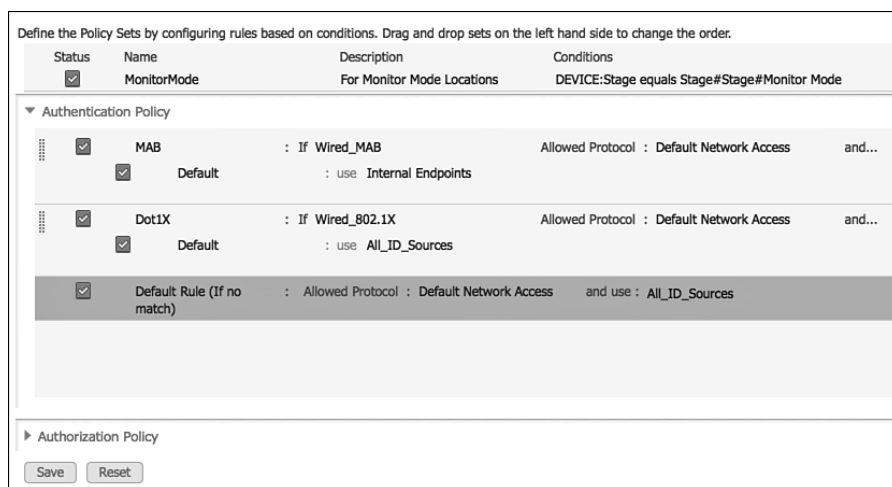 Define the Policy Sets by configuring rules based on conditions. Drag and drop sets on the left hand side to change the order.
Status Name Description Conditions
MonitorMode For Monitor Mode Locations DEVICE:Stage equals Stage#Stage#Monitor Mode
Authentication Policy
MAB : If Wired_MAB Allowed Protocol : Default Network Access and...
Default : use Internal Endpoints
Dot1X : If Wired_802.1X Allowed Protocol : Default Network Access and...
Default : use All_ID_Sources
Default Rule (If no : Allowed Protocol : Default Network Access and use : All_ID_Sources
match)
Authorization Policy
Save Reset